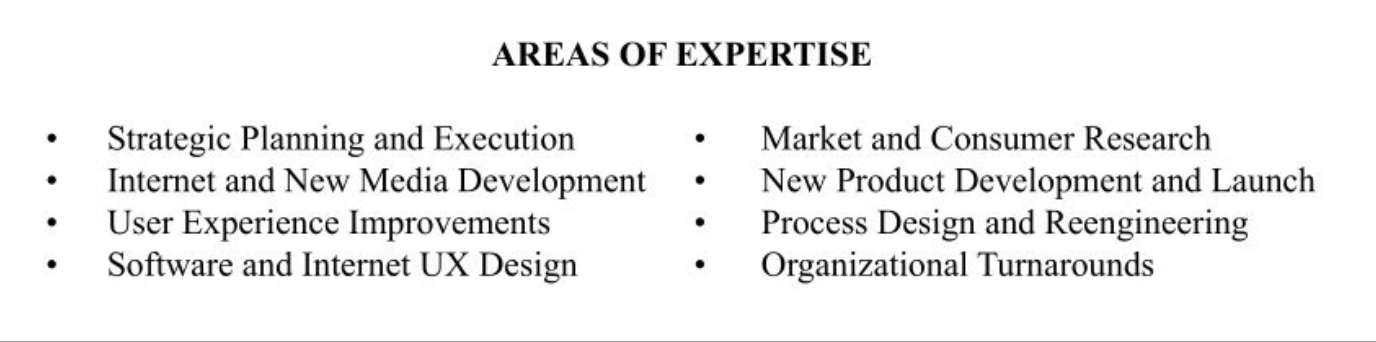 AREAS OF EXPERTISE
• Strategic Planning and Execution
• Internet and New Media Development
• User Experience Improvements
• Software and Internet UX Design
• Market and Consumer Research
• New Product Development and Launch
• Process Design and Reengineering
• Organizational Turnarounds